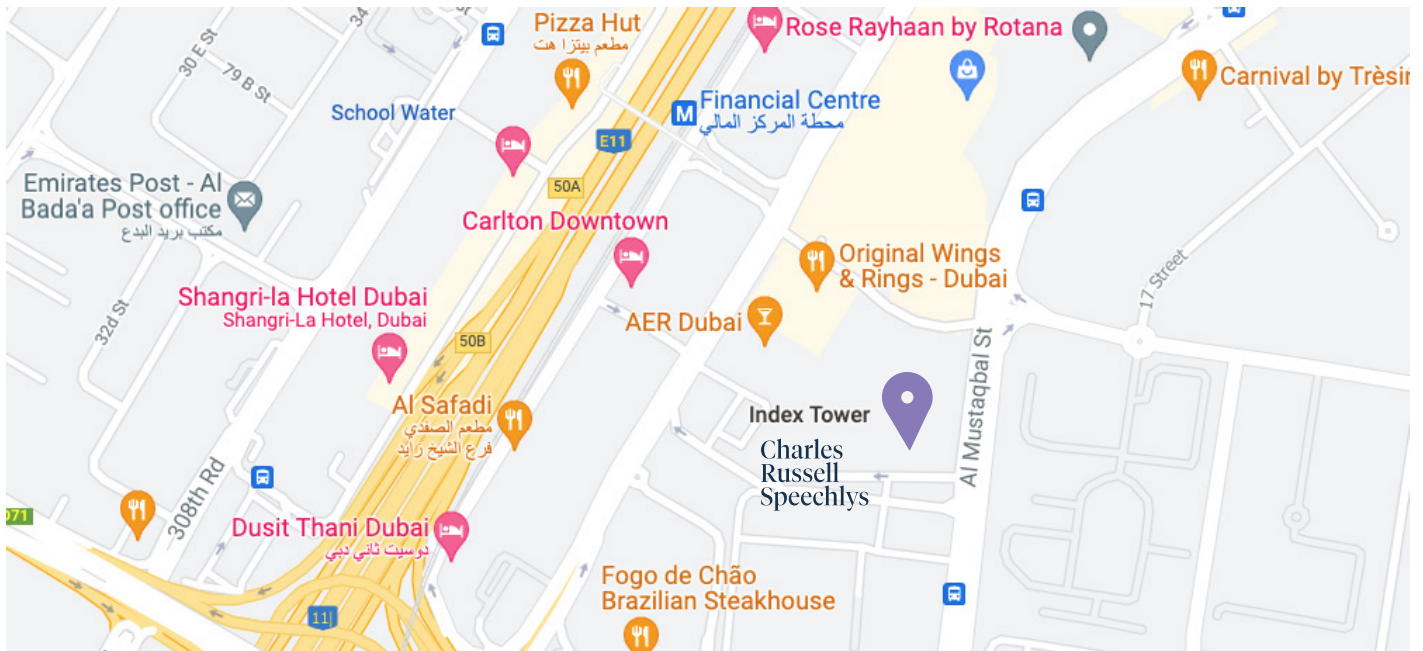 Pizza Hut
مطعم بيتزا هت
Rose Rayhaan by Rotana
Carnival by Trèsin
30 E St
79 B St
34
School Water
M
Financial Centre
محطة المركز المالي
E11
50A
Emirates Post - Al
Bada'a Post office
مكتب بريد البدع
Carlton Downtown
Original Wings
& Rings - Dubai
17 Street
Shangri-la Hotel Dubai
Shangri-La Hotel, Dubai
32d St
AER Dubai
50B
Al Mustaqbal St
Al Safadi
مطعم الصفدي
فرع الشيخ زايد
Index Tower
Charles
Russell
Speechlys
308th Rd
D71
Dusit Thani Dubai
دوسيت ثاني دبي
Fogo de Chão
Brazilian Steakhouse
11